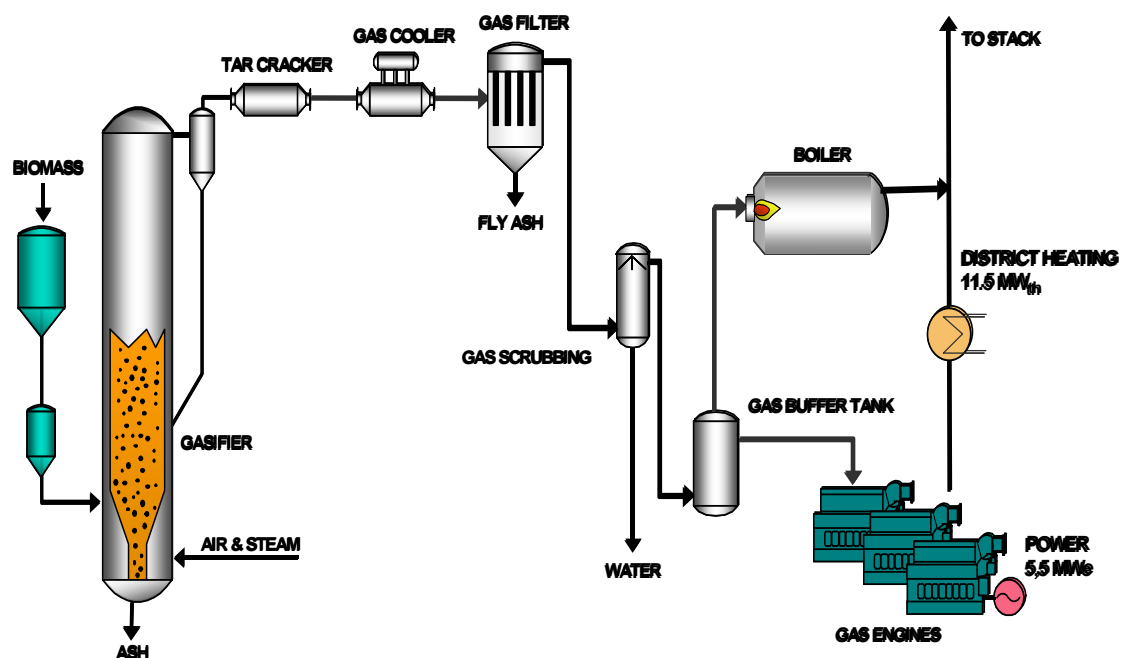 GAS FILTER
GAS COOLER
TAR CRACKER
TO STACK
BIOMASS
BOILER
FLY ASH
DISTRICT HEATING
11.5 MWth
GAS SCRUBBING
GAS BUFFER TANK
GASIFIER
AIR & STEAM
WATER
POWER
5,5 MWe
GAS ENGINES
ASH